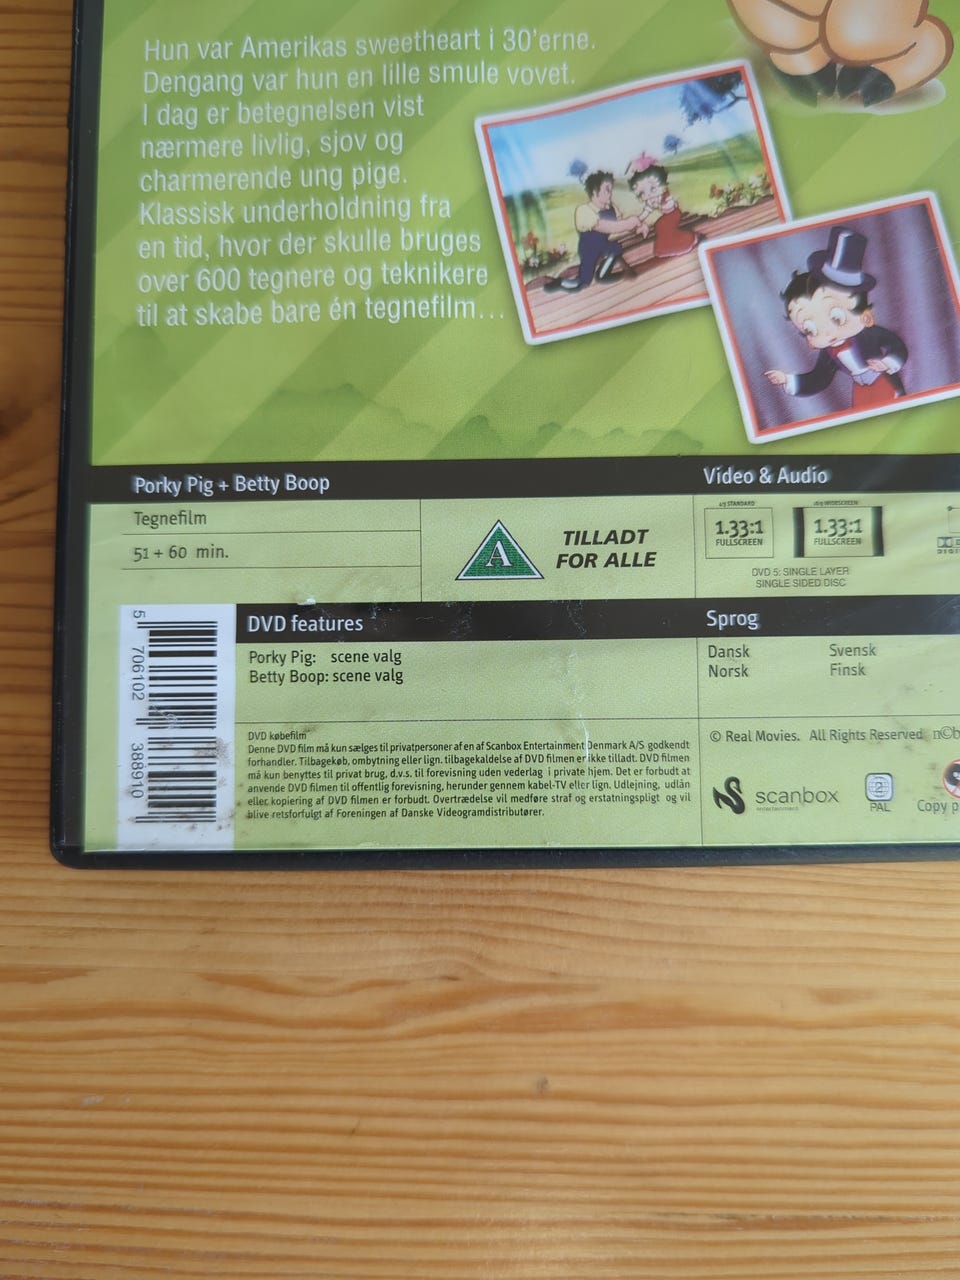 Hun var Amerikas sweetheart i 30'erne.
Dengang var hun en lille smule vovet.
I dag er betegnelsen vist
nærmere livlig, sjov og
charmerende ung pige.
Klassisk underholdning fra
en tid, hvor der skulle bruges
over 600 tegnere og teknikere
til at skabe bare én tegnefilm...
Porky Pig + Betty Boop
Tegnefilm
51 + 60 min.
A
TILLADT
FOR ALLE
Video & Audio
4:3 STANDARD
1.33:1
FULLSCREEN
16:9 WIDESCREEN
1.33:1
FULLSCREEN
DVD 5: SINGLE LAYER
SINGLE SIDED DISC
5 706102 388910
DVD features
Porky Pig: scene valg
Betty Boop: scene valg
Sprog
Dansk Svensk
Norsk Finsk
DVD købefilm
Denne DVD film må kun sælges til privatpersoner af en af Scanbox Entertainment Denmark A/S godkendt
forhandler. Tilbagekøb, ombytning eller lign. tilbagekaldelse af DVD filmen er ikke tilladt. DVD filmen
må kun benyttes til privat brug, d.v.s. til forevisning uden vederlag i private hjem. Det er forbudt at
anvende DVD filmen til offentlig forevisning, herunder gennem kabel-TV eller lign. Udlejning, udlån
eller kopiering af DVD filmen er forbudt. Overtrædelse vil medføre straf og erstatningspligt og vil
blive retsforfulgt af Foreningen af Danske Videogramdistributører.
© Real Movies. All Rights Reserved
scanbox
entertainment
2
PAL
Copy p